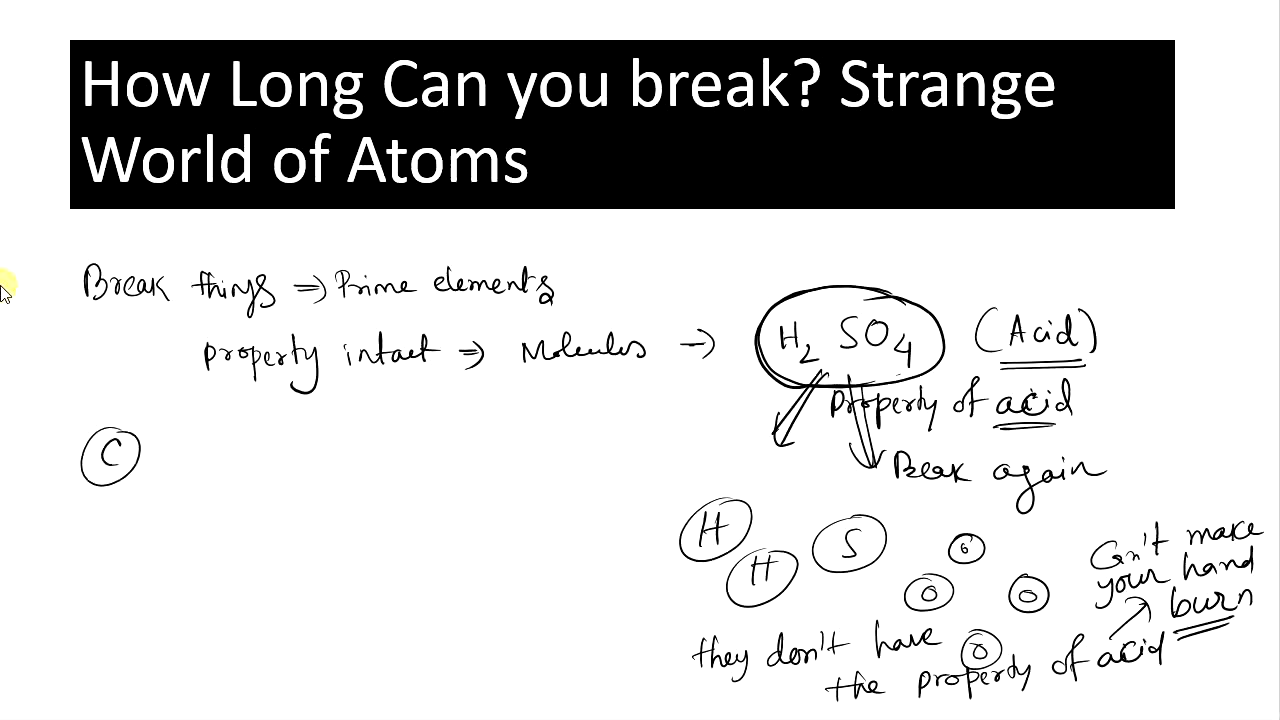 How Long Can you break? Strange
World of Atoms
Break things => Prime elements
property intact => Molecules -> H2 SO4 (Acid)
Property of acid
Break again
C
H H S O O O O
Can't make
your hand
burn
they don't have
the property of acid